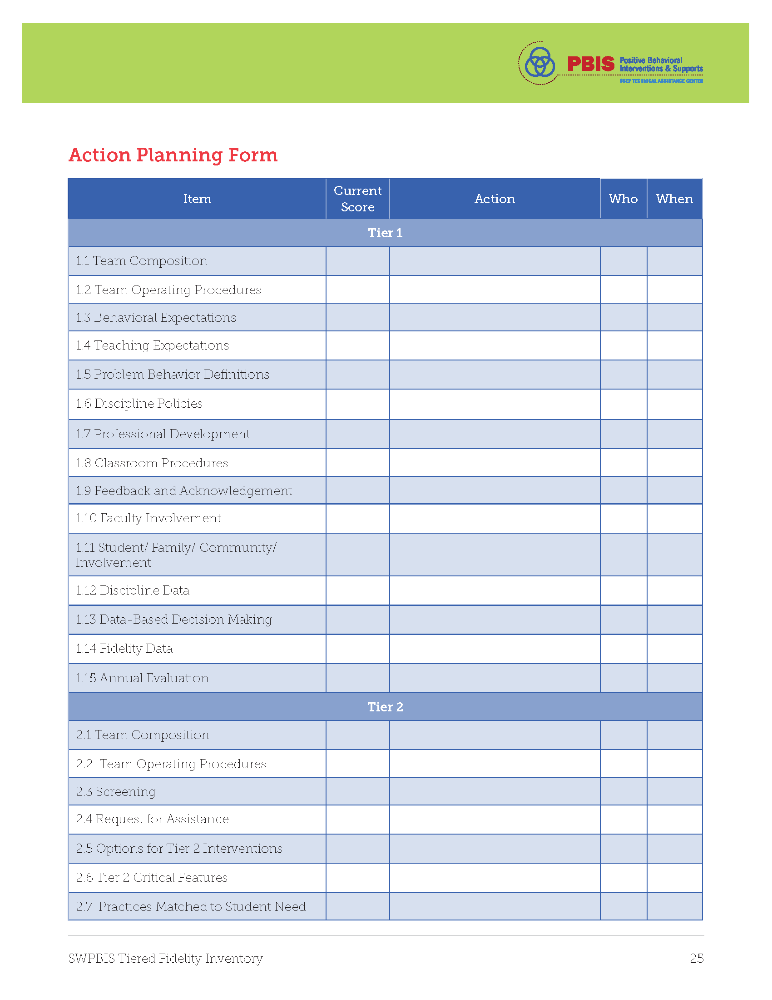 PBIS Positive Behavioral
Interventions & Supports
OSEP TECHNICAL ASSISTANCE CENTER
Action Planning Form
Item Current Score Action Who When
Tier 1
1.1 Team Composition
1.2 Team Operating Procedures
1.3 Behavioral Expectations
1.4 Teaching Expectations
1.5 Problem Behavior Definitions
1.6 Discipline Policies
1.7 Professional Development
1.8 Classroom Procedures
1.9 Feedback and Acknowledgement
1.10 Faculty Involvement
1.11 Student/ Family/ Community/
Involvement
1.12 Discipline Data
1.13 Data-Based Decision Making
1.14 Fidelity Data
1.15 Annual Evaluation
Tier 2
2.1 Team Composition
2.2 Team Operating Procedures
2.3 Screening
2.4 Request for Assistance
2.5 Options for Tier 2 Interventions
2.6 Tier 2 Critical Features
2.7 Practices Matched to Student Need
SWPBIS Tiered Fidelity Inventory 25